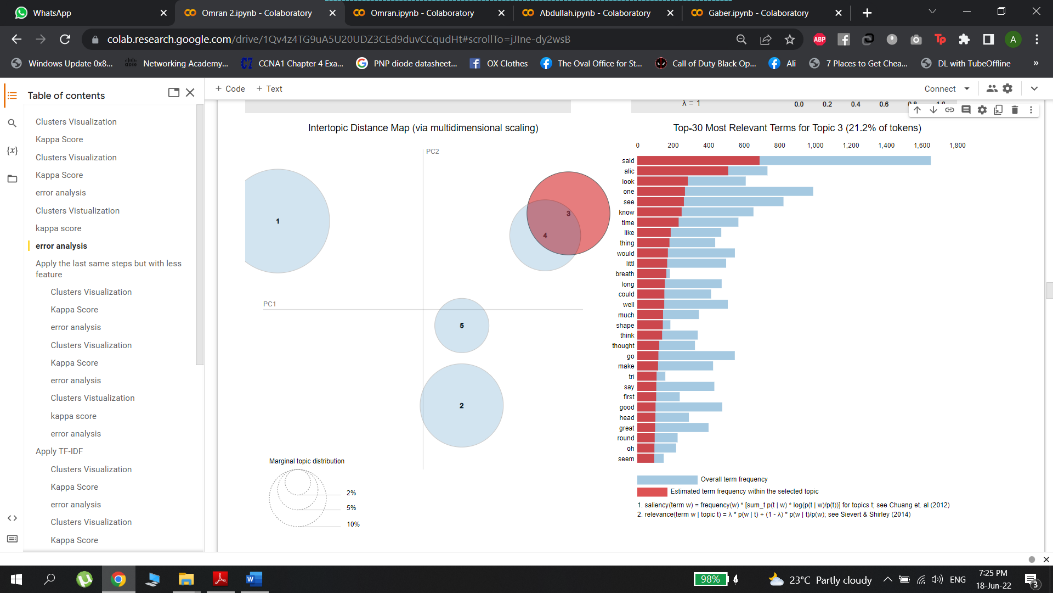 WhatsApp
Omran 2.ipynb - Colaboratory
Omran.ipynb - Colaboratory
Abdullah.ipynb - Colaboratory
Gaber.ipynb - Colaboratory
colab.research.google.com/drive/1Qv4z4TG9uA5U20UDZ3CEd9duvCCqudHt#scrollTo=jJIne-dy2wsB
ABP
Tp
A
Windows Update 0x8...
Networking Academy...
CCNA1 Chapter 4 Exa...
PNP diode datasheet...
OX Clothes
The Oval Office for St...
Call of Duty Black Op...
Ali
7 Places to Get Chea...
DL with TubeOffline
»
Table of contents
+ Code + Text
Connect
Clusters Visualization
Kappa Score
Clusters Visualization
Kappa Score
error analysis
Clusters Vistualization
kappa score
error analysis
Apply the last same steps but with less
feature
Clusters Visualization
Kappa Score
error analysis
Clusters Visualization
Kappa Score
error analysis
Clusters Vistualization
kappa score
error analysis
Apply TF-IDF
Clusters Visualization
Kappa Score
error analysis
Clusters Visualization
Kappa Score
λ = 1
0.0 0.2 0.4 0.6
Intertopic Distance Map (via multidimensional scaling)
PC2
1
3
4
PC1
5
2
Marginal topic distribution
2%
5%
10%
Top-30 Most Relevant Terms for Topic 3 (21.2% of tokens)
0 200 400 600 800 1,000 1,200 1,400 1,600 1,800
said
alic
look
one
see
know
time
like
thing
would
littl
breath
long
could
well
much
shape
think
thought
go
make
tri
say
first
good
head
great
round
oh
seem
Overall term frequency
Estimated term frequency within the selected topic
1. saliency(term w) = frequency(w) * [sum_t p(t | w) * log(p(t | w)/p(t))] for topics t; see Chuang et. al (2012)
2. relevance(term w | topic t) = λ * p(w | t) + (1 - λ) * p(w | t)/p(w); see Sievert & Shirley (2014)
98%
23°C Partly cloudy
ENG
7:25 PM
18-Jun-22
3